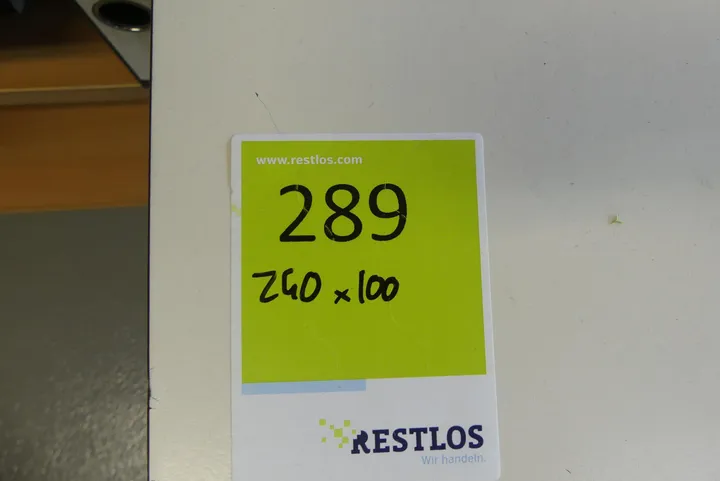 www.restlos.com
289
240 x 100
RESTLOS
Wir handeln.